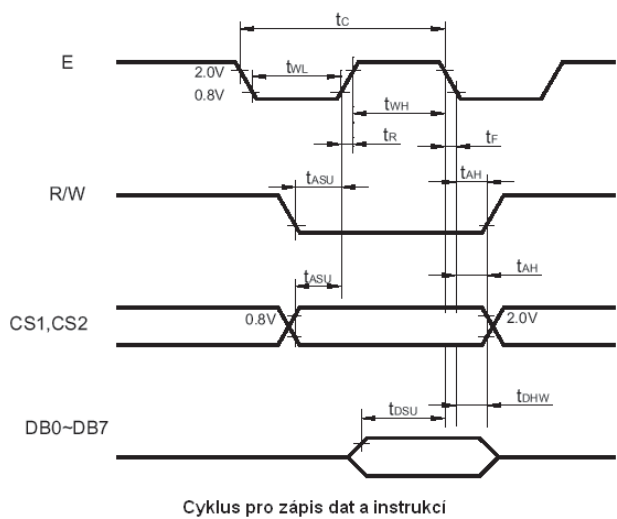 tC
E
2.0V
tWL
0.8V
tWH
tR
tF
tASU
tAH
R/W
tASU
tAH
CS1,CS2
0.8V
2.0V
tDSU
tDHW
DB0~DB7
Cyklus pro zápis dat a instrukcí